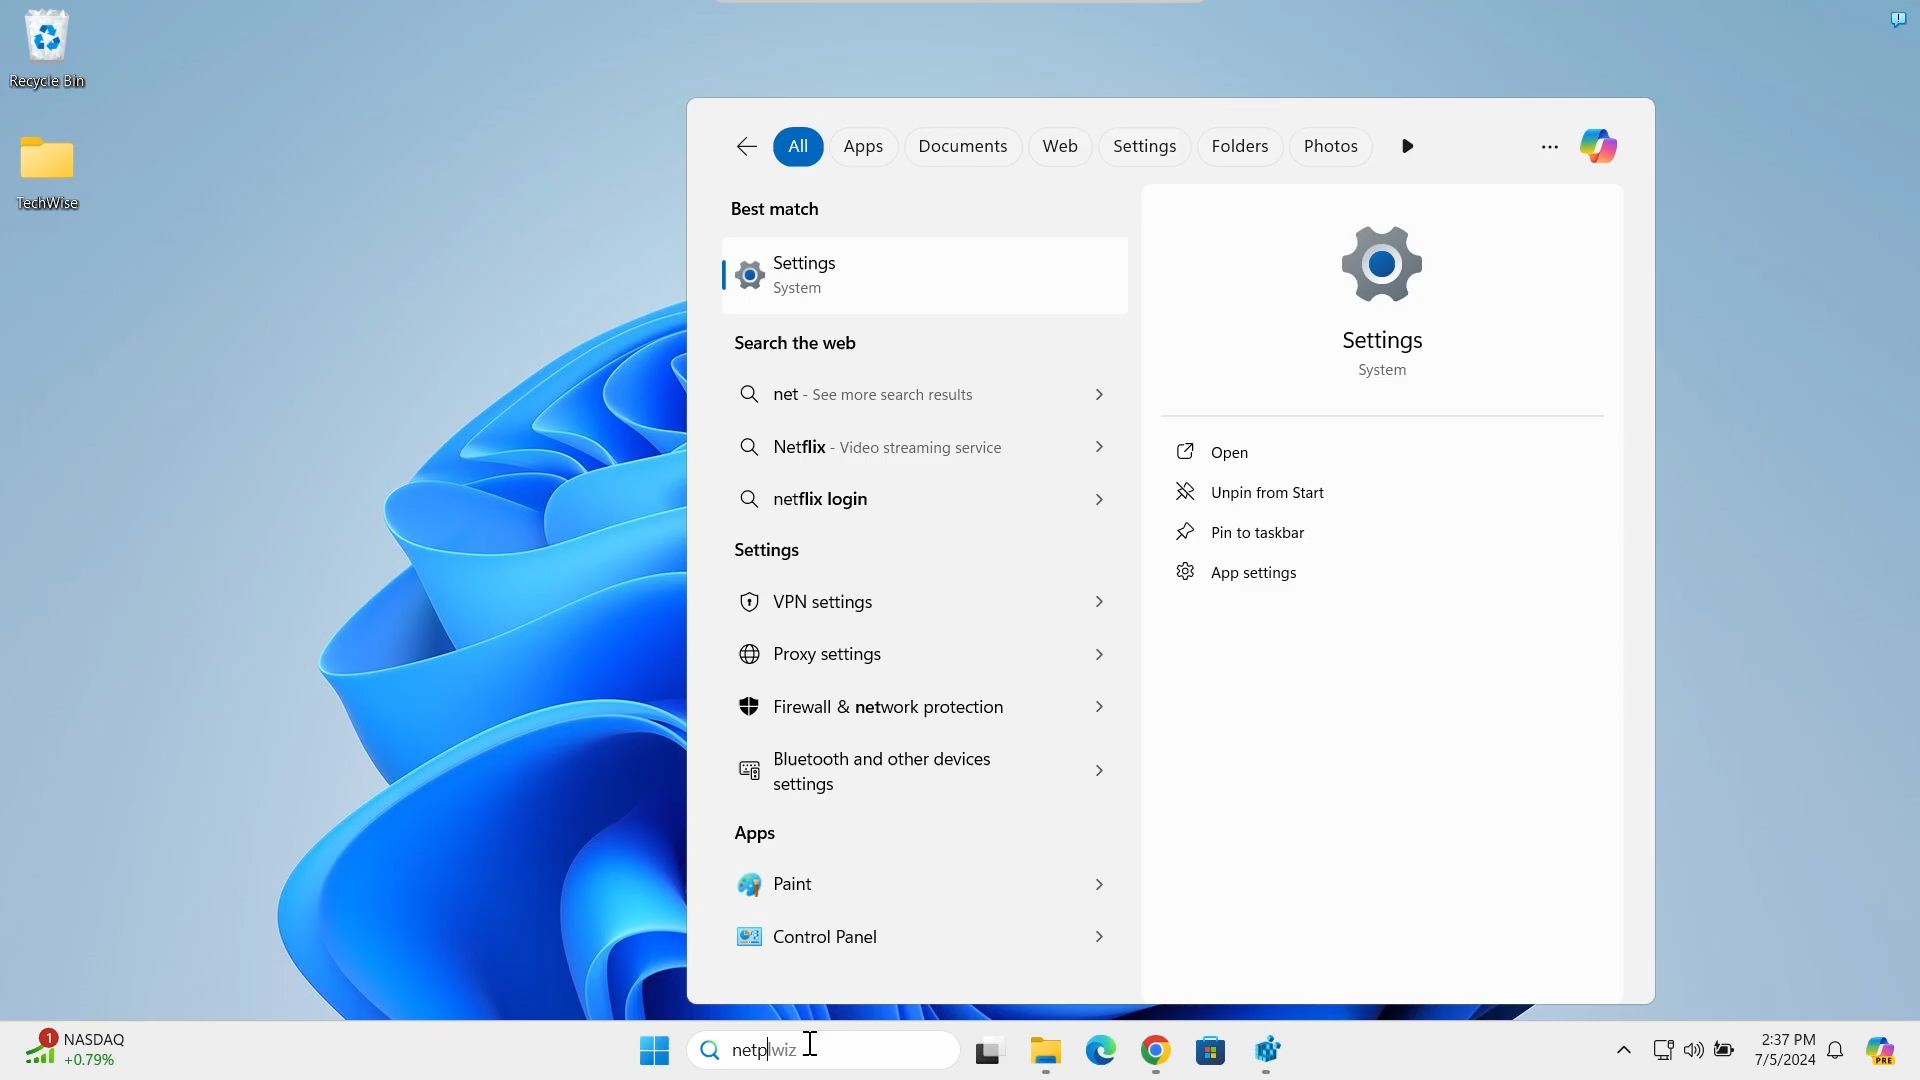 Recycle Bin
TechWise
All
Apps
Documents
Web
Settings
Folders
Photos
Best match
Settings
System
Search the web
net - See more search results
Netflix - Video streaming service
netflix login
Settings
VPN settings
Proxy settings
Firewall & network protection
Bluetooth and other devices
settings
Apps
Paint
Control Panel
Settings
System
Open
Unpin from Start
Pin to taskbar
App settings
1
NASDAQ
+0.79%
netplwiz
2:37 PM
7/5/2024
PRE